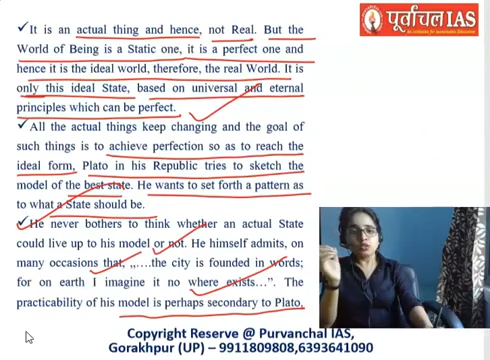 पूर्वांचल IAS
✓ It is an actual thing and hence, not Real. But the
World of Being is a Static one, it is a perfect one and
hence it is the ideal world, therefore, the real World. It is
only this ideal State, based on universal and eternal
principles which can be perfect.
✓ All the actual things keep changing and the goal of
such things is to achieve perfection so as to reach the
ideal form, Plato in his Republic tries to sketch the
model of the best state. He wants to set forth a pattern as
to what a State should be.
✓ He never bothers to think whether an actual State
could live up to his model or not. He himself admits, on
many occasions that, „....the city is founded in words;
for on earth I imagine it no where exists...”. The
practicability of his model is perhaps secondary to Plato.
Copyright Reserve @ Purvanchal IAS,
Gorakhpur (UP) – 9911809808, 6393641090